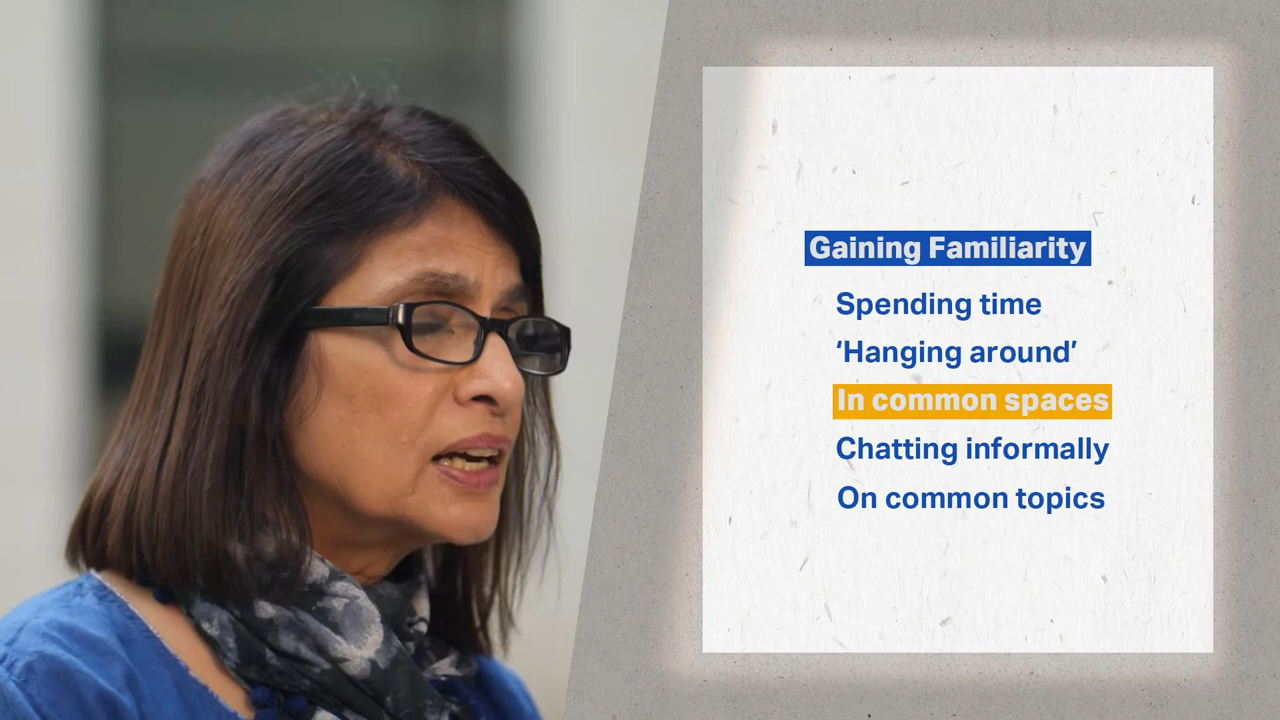 Gaining Familiarity
Spending time
‘Hanging around’
In common spaces
Chatting informally
On common topics